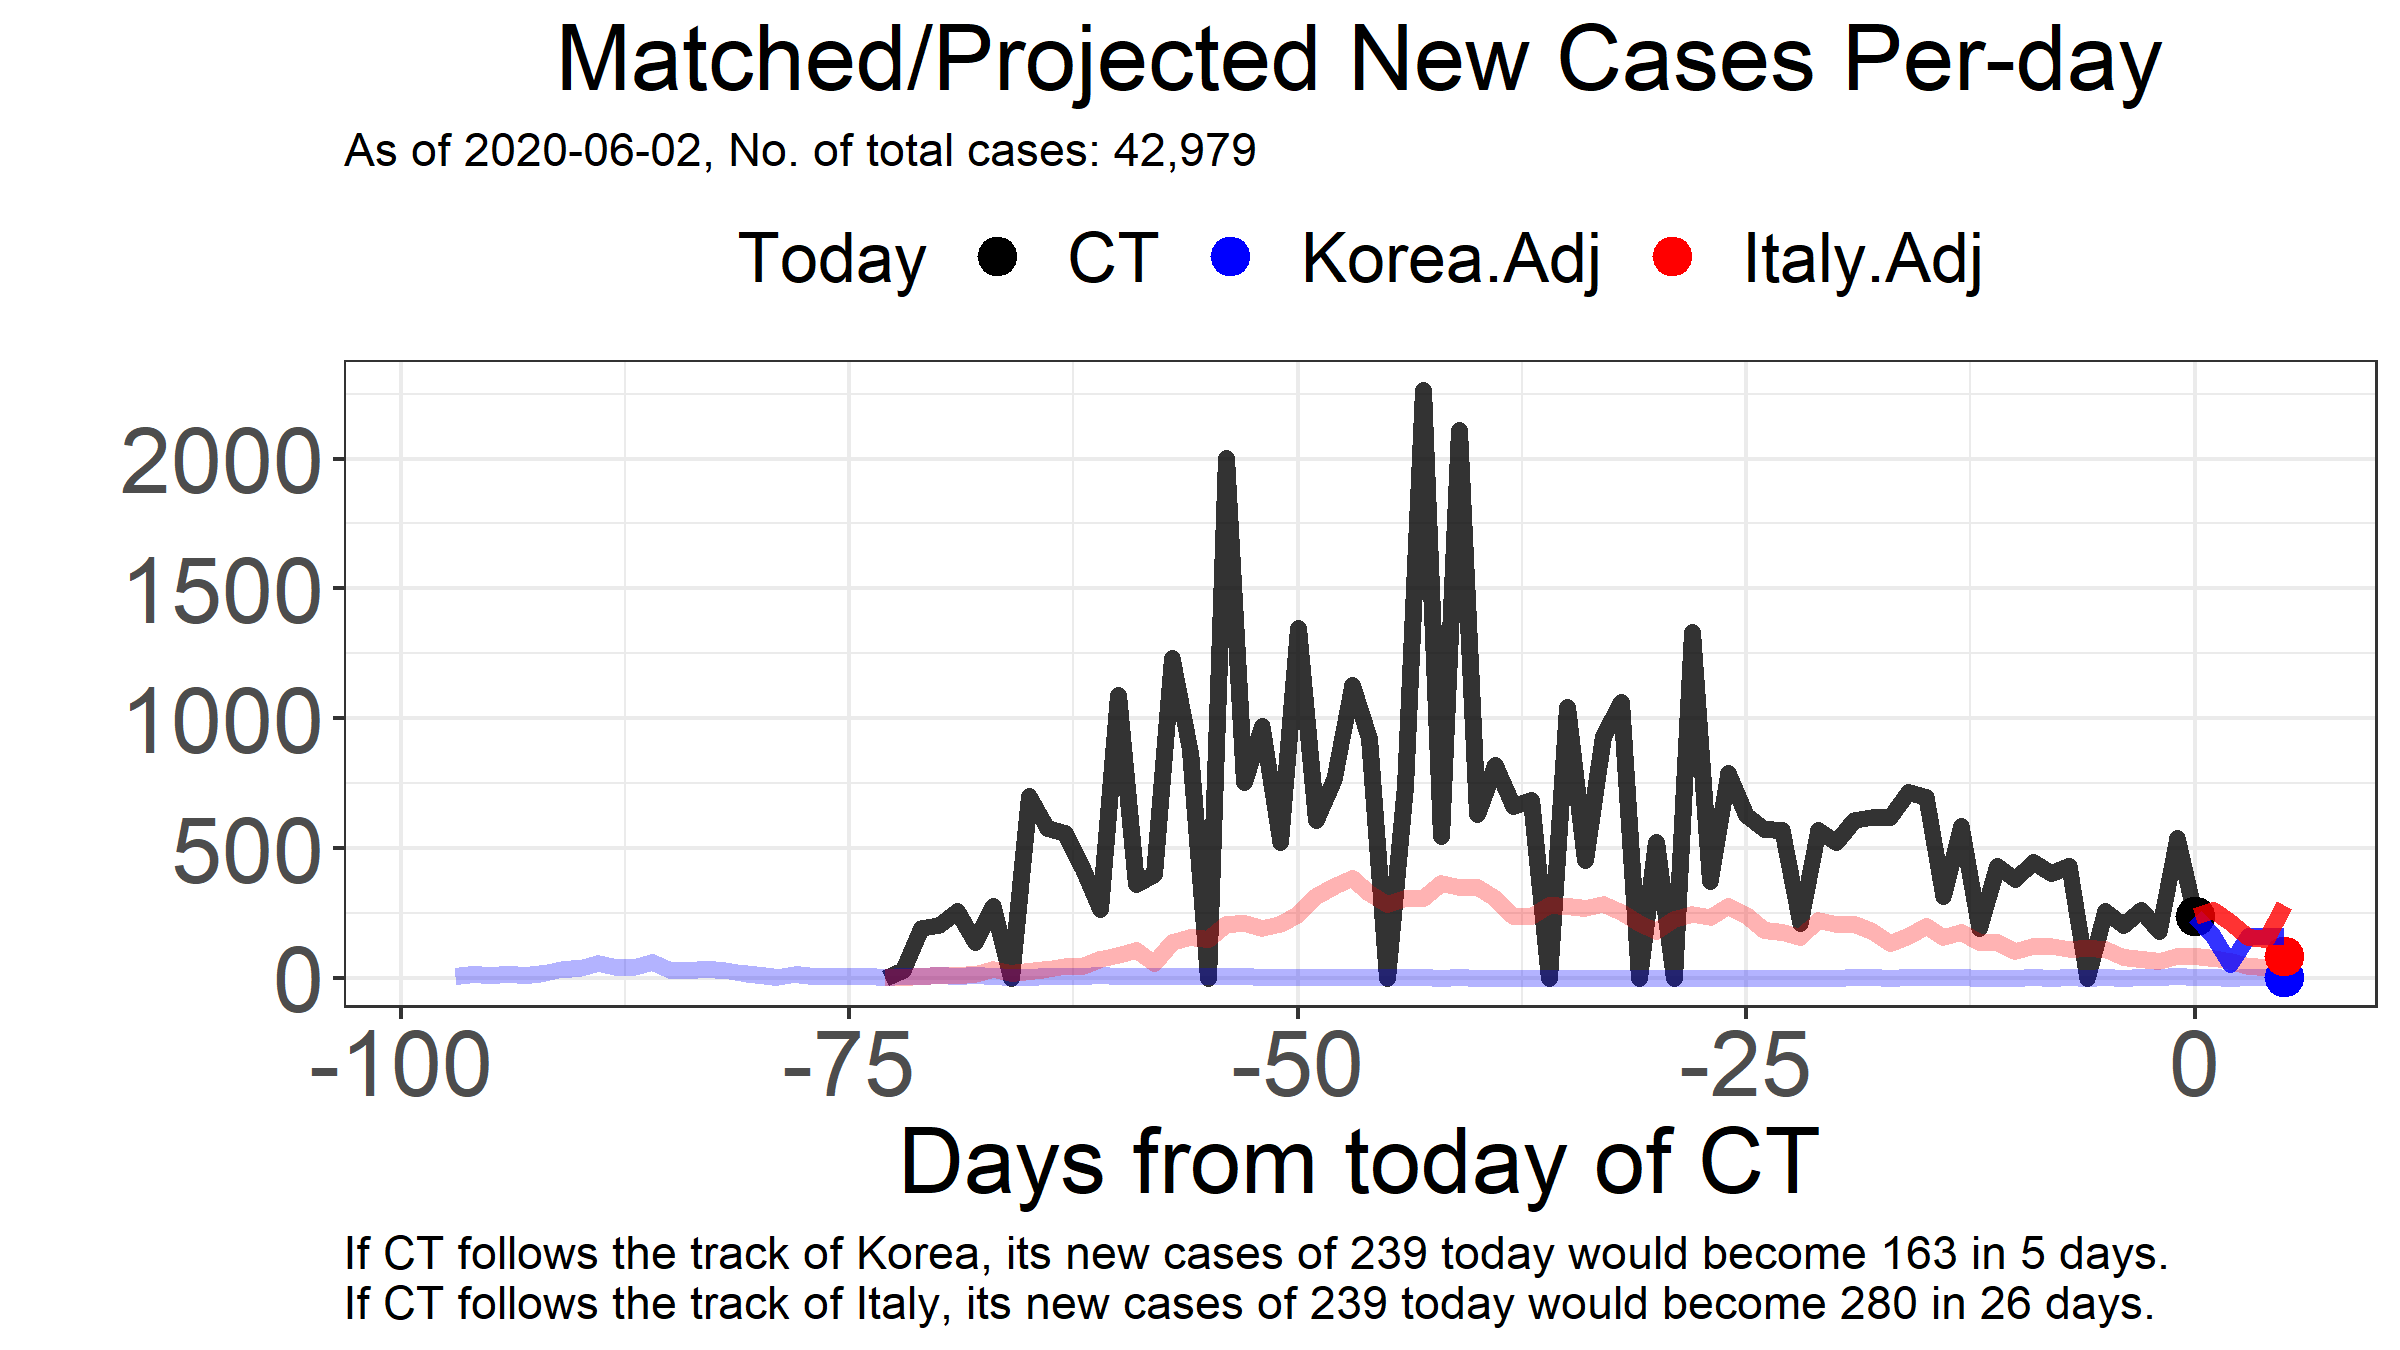 Matched/Projected New Cases Per-day
As of 2020-06-02, No. of total cases: 42,979
Today CT Korea.Adj Italy.Adj
2000
1500
1000
500
0
-100 -75 -50 -25 0
Days from today of CT
If CT follows the track of Korea, its new cases of 239 today would become 163 in 5 days.
If CT follows the track of Italy, its new cases of 239 today would become 280 in 26 days.